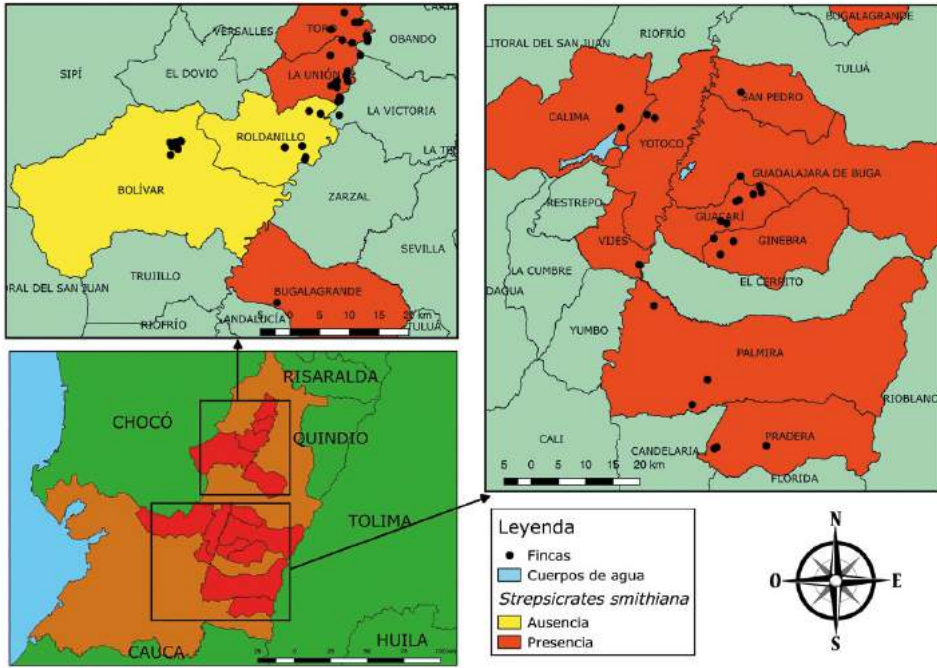 CARTA
VERSALLES
TORO
OBANDO
SIPÍ
EL DOVIO
LA UNIÓN
LA VICTORIA
ROLDANILLO
BOLÍVAR
ZARZAL
SEVILLA
TRUJILLO
ORAL DEL SAN JUAN
BUGALAGRANDE
RIOFRÍO
ANDALUCÍA
TULUÁ
5 0 5 10 15 20 km
BUGALAGRANDE
LITORAL DEL SAN JUAN
RIOFRÍO
TULUÁ
SAN PEDRO
CALIMA
YOTOCO
GUADALAJARA DE BUGA
RESTREPO
GUACARÍ
VIJES
GINEBRA
LA CUMBRE
EL CERRITO
DAGUA
YUMBO
PALMIRA
RIOBLANCO
CALI
CANDELARIA
PRADERA
FLORIDA
5 0 5 10 15 20 km
RISARALDA
CHOCÓ
QUINDIO
TOLIMA
HUILA
CAUCA
Leyenda
Fincas
Cuerpos de agua
Strepsicrates smithiana
Ausencia
Presencia
N
O E
S